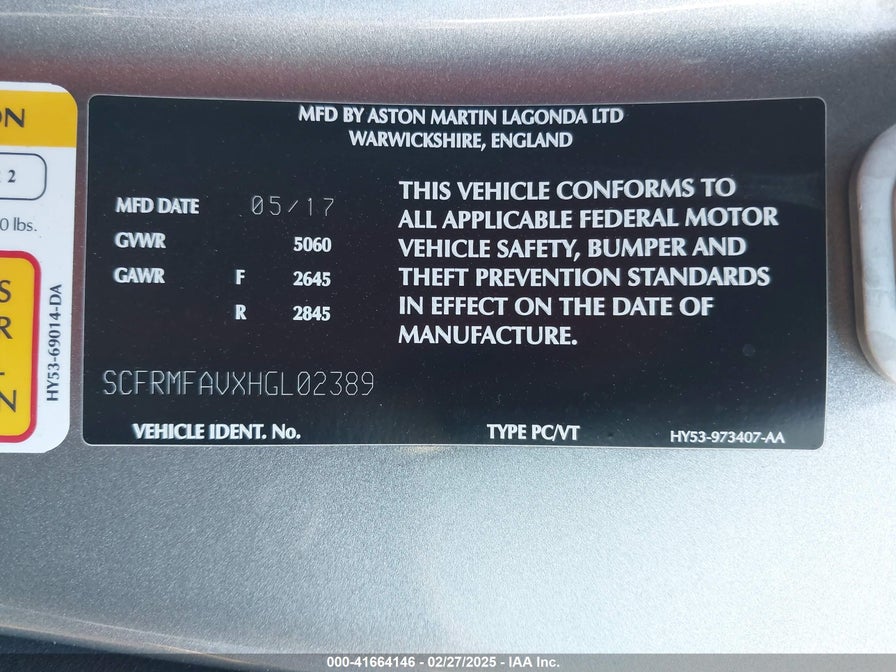 MFD BY ASTON MARTIN LAGONDA LTD
WARWICKSHIRE, ENGLAND
MFD DATE 05/17
GVWR 5060
GAWR F 2645
R 2845
THIS VEHICLE CONFORMS TO
ALL APPLICABLE FEDERAL MOTOR
VEHICLE SAFETY, BUMPER AND
THEFT PREVENTION STANDARDS
IN EFFECT ON THE DATE OF
MANUFACTURE.
SCFRMFAVXHGL02389
VEHICLE IDENT. No.
TYPE PC/VT
HY53-973407-AA
2
0 lbs.
HY53-69014-DA
000-41664146 - 02/27/2025 - IAA Inc.